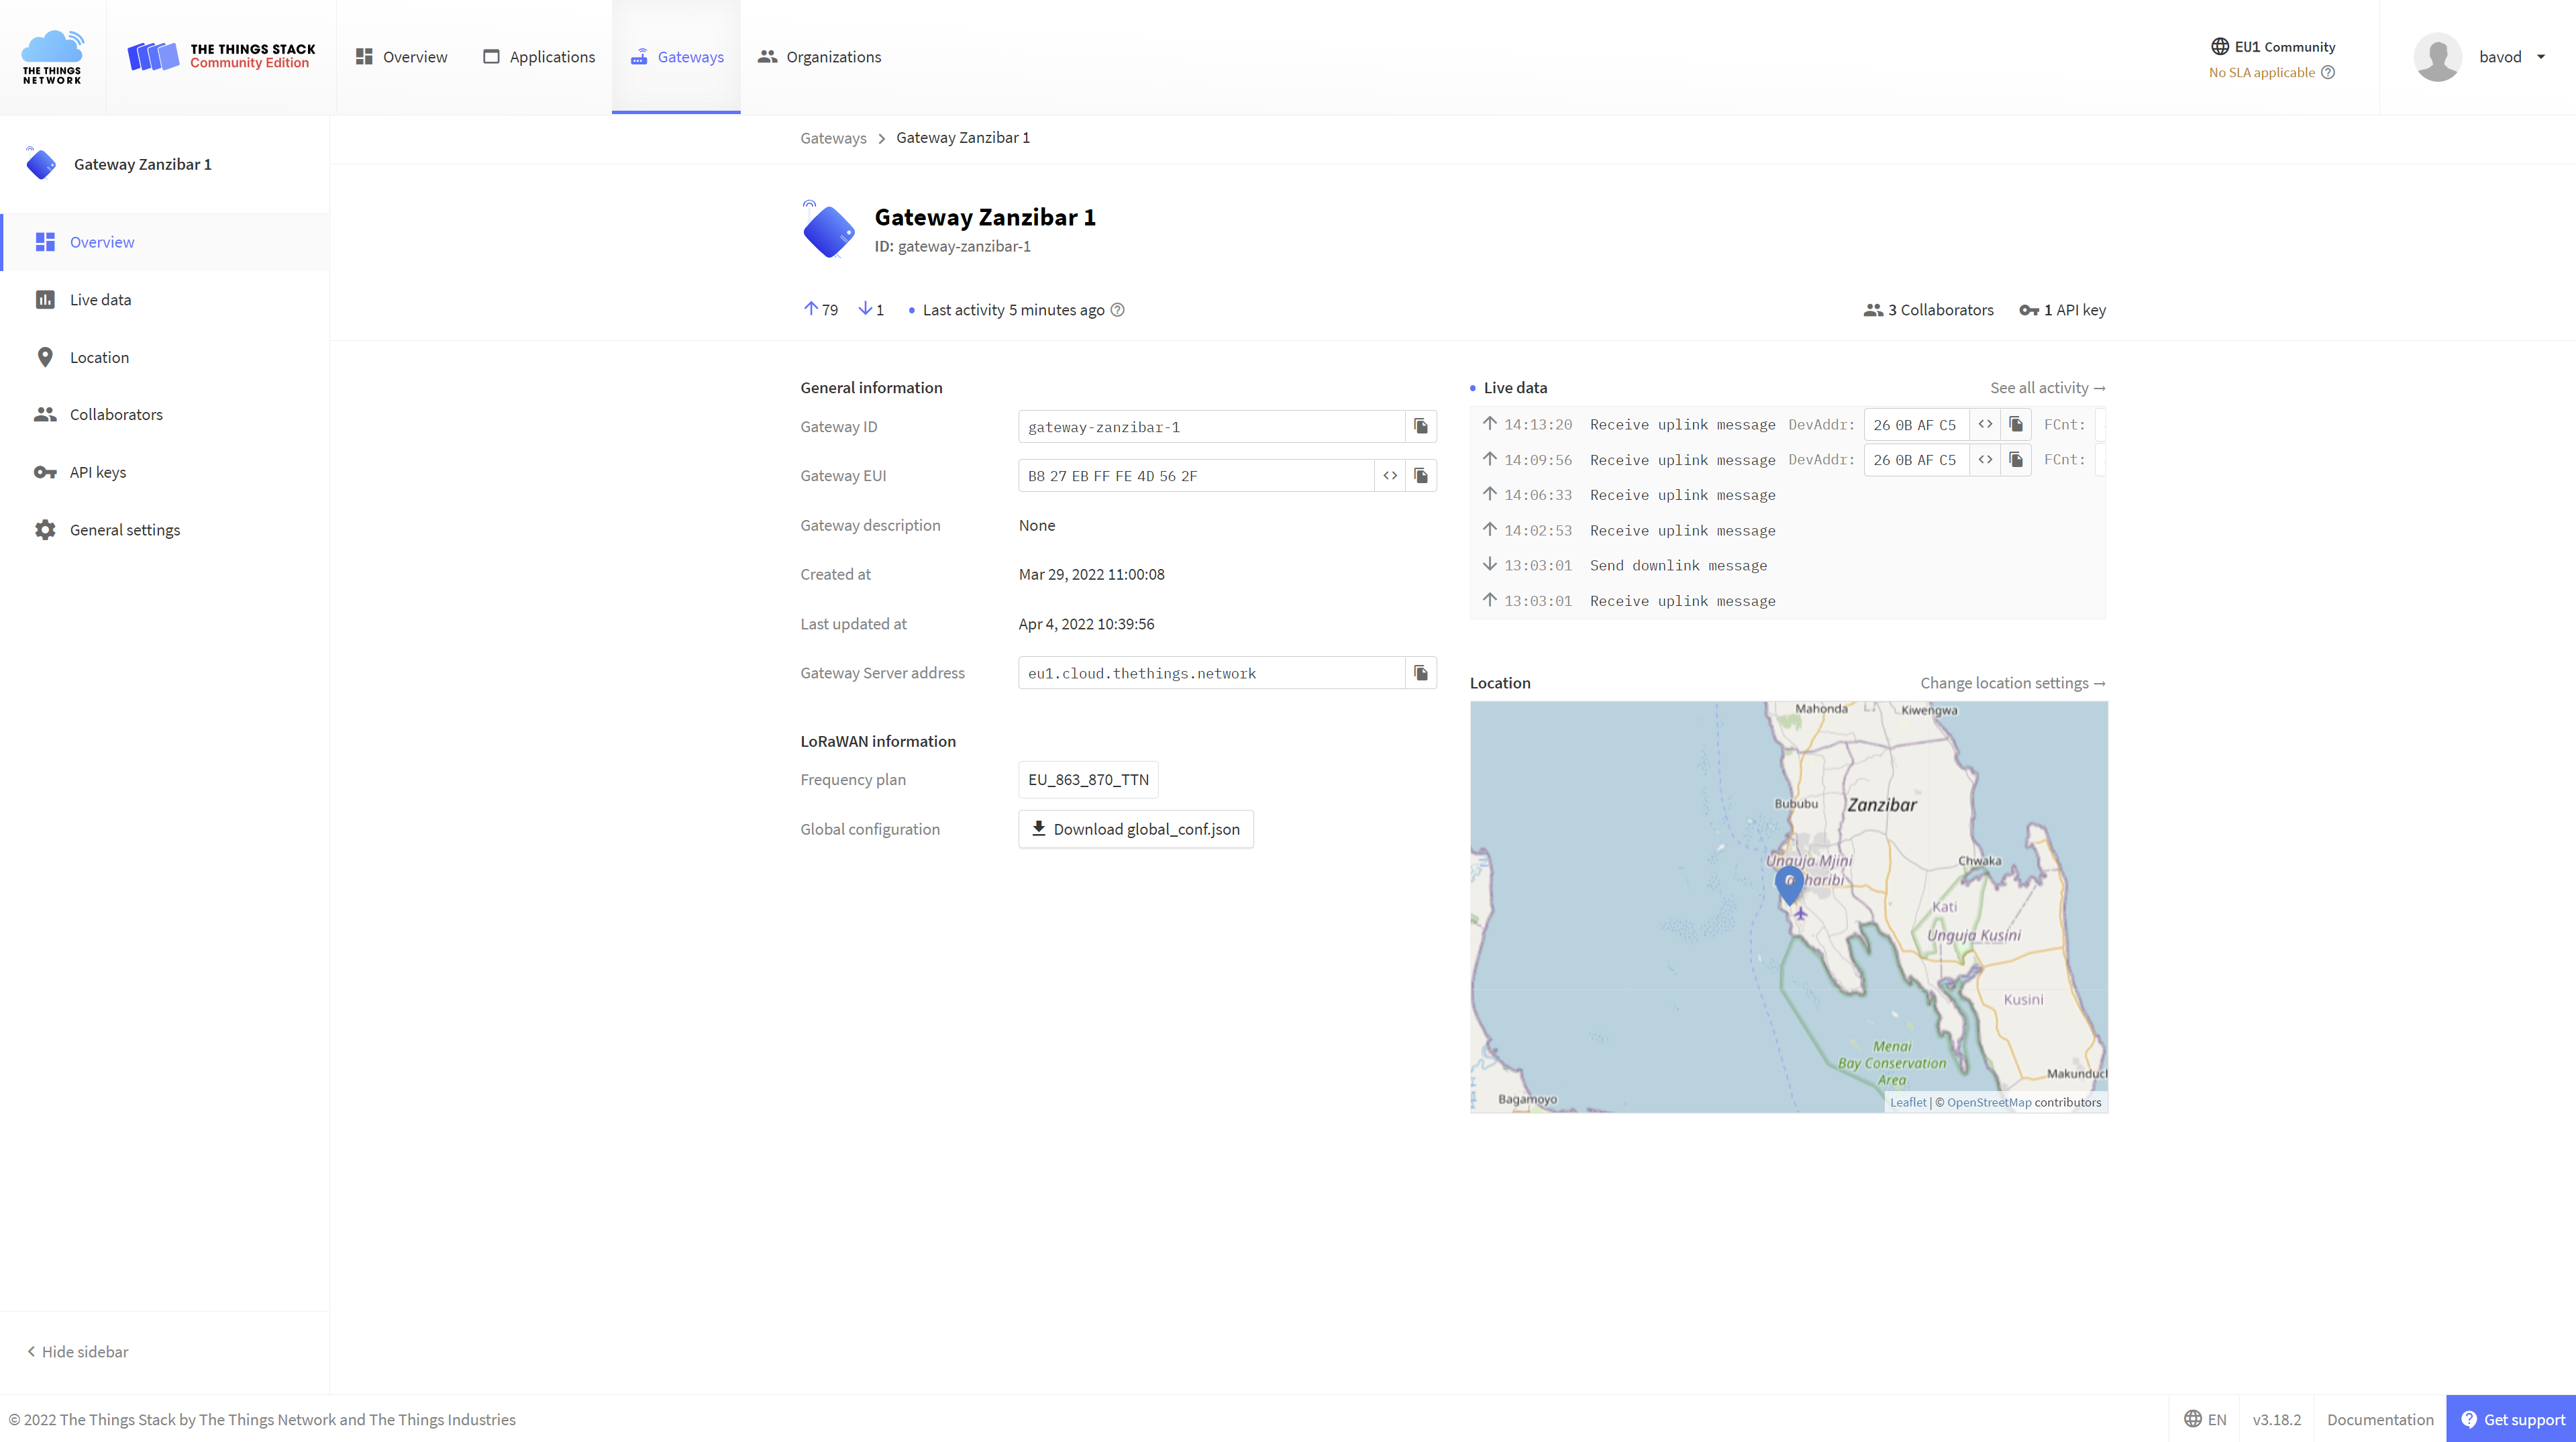 THE THINGS
NETWORK
THE THINGS STACK
Community Edition
Overview
Applications
Gateways
Organizations
EU1 Community
No SLA applicable
bavod
Gateway Zanzibar 1
Overview
Live data
Location
Collaborators
API keys
General settings
Hide sidebar
Gateways > Gateway Zanzibar 1
Gateway Zanzibar 1
ID: gateway-zanzibar-1
↑ 79 ↓ 1 • Last activity 5 minutes ago
3 Collaborators
1 API key
General information
Gateway ID gateway-zanzibar-1
Gateway EUI B8 27 EB FF FE 4D 56 2F
Gateway description None
Created at Mar 29, 2022 11:00:08
Last updated at Apr 4, 2022 10:39:56
Gateway Server address eu1.cloud.thethings.network
LoRaWAN information
Frequency plan EU_863_870_TTN
Global configuration Download global_conf.json
• Live data See all activity →
↑ 14:13:20 Receive uplink message DevAddr: 26 0B AF C5 <> FCnt:
↑ 14:09:56 Receive uplink message DevAddr: 26 0B AF C5 <> FCnt:
↑ 14:06:33 Receive uplink message
↑ 14:02:53 Receive uplink message
↓ 13:03:01 Send downlink message
↑ 13:03:01 Receive uplink message
Location Change location settings →
Mahonda
Kiwengwa
Bububu
Zanzibar
Unguja Mjini
Chwaka
Kati
Unguja Kusini
Kusini
Menai
Bay Conservation
Area
Makunduch
Bagamoyo
Leaflet | © OpenStreetMap contributors
© 2022 The Things Stack by The Things Network and The Things Industries
EN
v3.18.2
Documentation
Get support